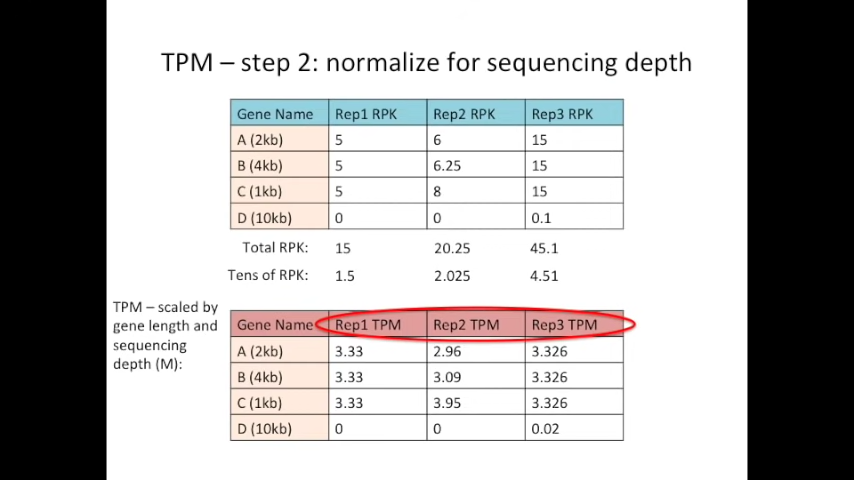 TPM – step 2: normalize for sequencing depth
Gene Name Rep1 RPK Rep2 RPK Rep3 RPK
A (2kb) 5 6 15
B (4kb) 5 6.25 15
C (1kb) 5 8 15
D (10kb) 0 0 0.1
Total RPK: 15 20.25 45.1
Tens of RPK: 1.5 2.025 4.51
TPM – scaled by
gene length and
sequencing
depth (M):
Gene Name Rep1 TPM Rep2 TPM Rep3 TPM
A (2kb) 3.33 2.96 3.326
B (4kb) 3.33 3.09 3.326
C (1kb) 3.33 3.95 3.326
D (10kb) 0 0 0.02